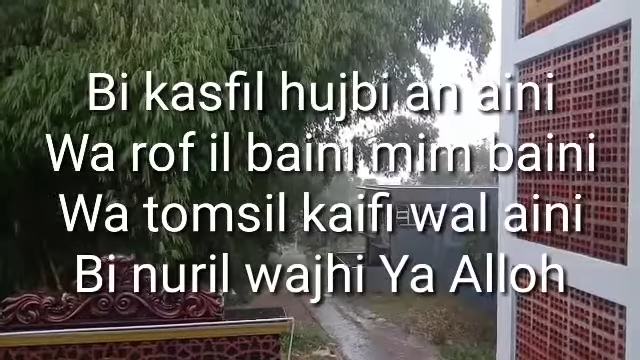 Bi kasfil hujbi an aini
Wa rof il baini mim baini
Wa tomsil kaifi wal aini
Bi nuril wajhi Ya Alloh